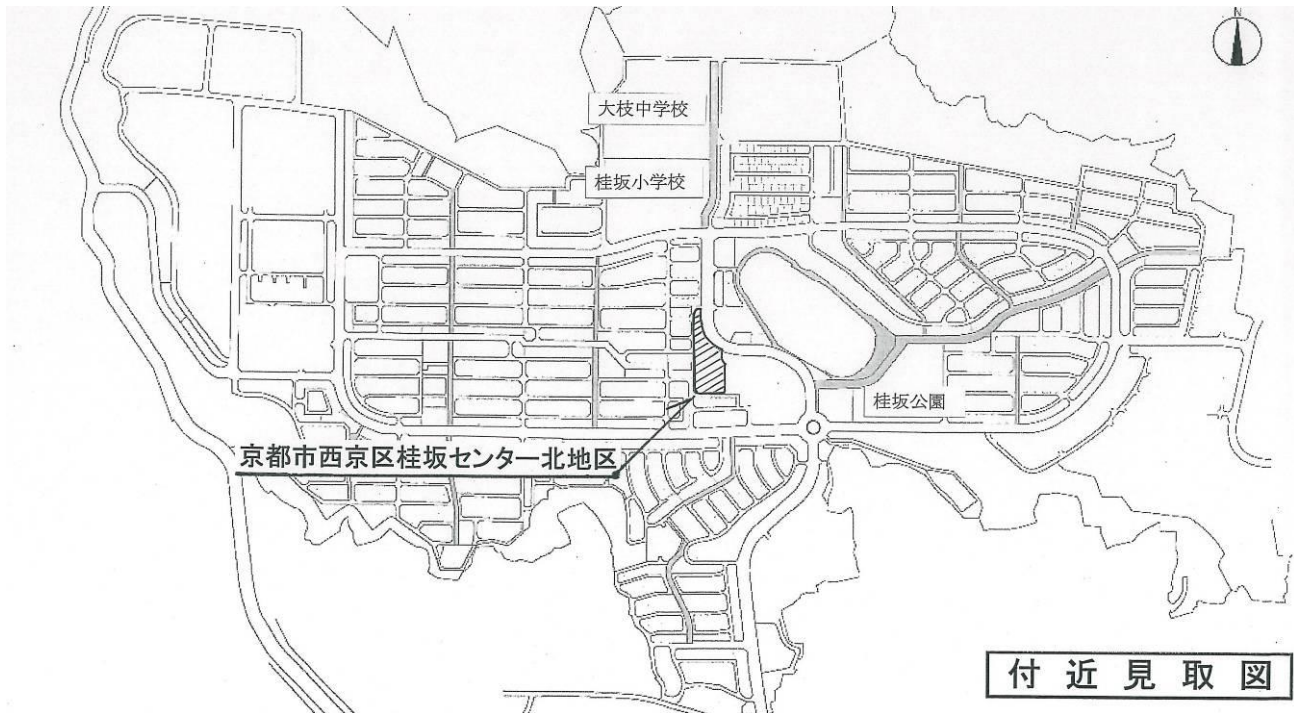 N
大枝中学校
桂坂小学校
桂坂公園
京都市西京区桂坂センター北地区
付近見取図